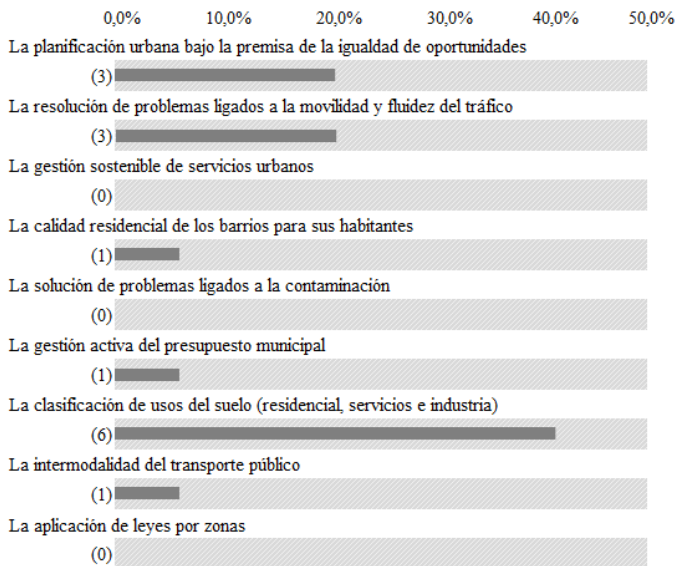 0,0% 10,0% 20,0% 30,0% 40,0% 50,0%
La planificación urbana bajo la premisa de la igualdad de oportunidades
(3)
La resolución de problemas ligados a la movilidad y fluidez del tráfico
(3)
La gestión sostenible de servicios urbanos
(0)
La calidad residencial de los barrios para sus habitantes
(1)
La solución de problemas ligados a la contaminación
(0)
La gestión activa del presupuesto municipal
(1)
La clasificación de usos del suelo (residencial, servicios e industria)
(6)
La intermodalidad del transporte público
(1)
La aplicación de leyes por zonas
(0)